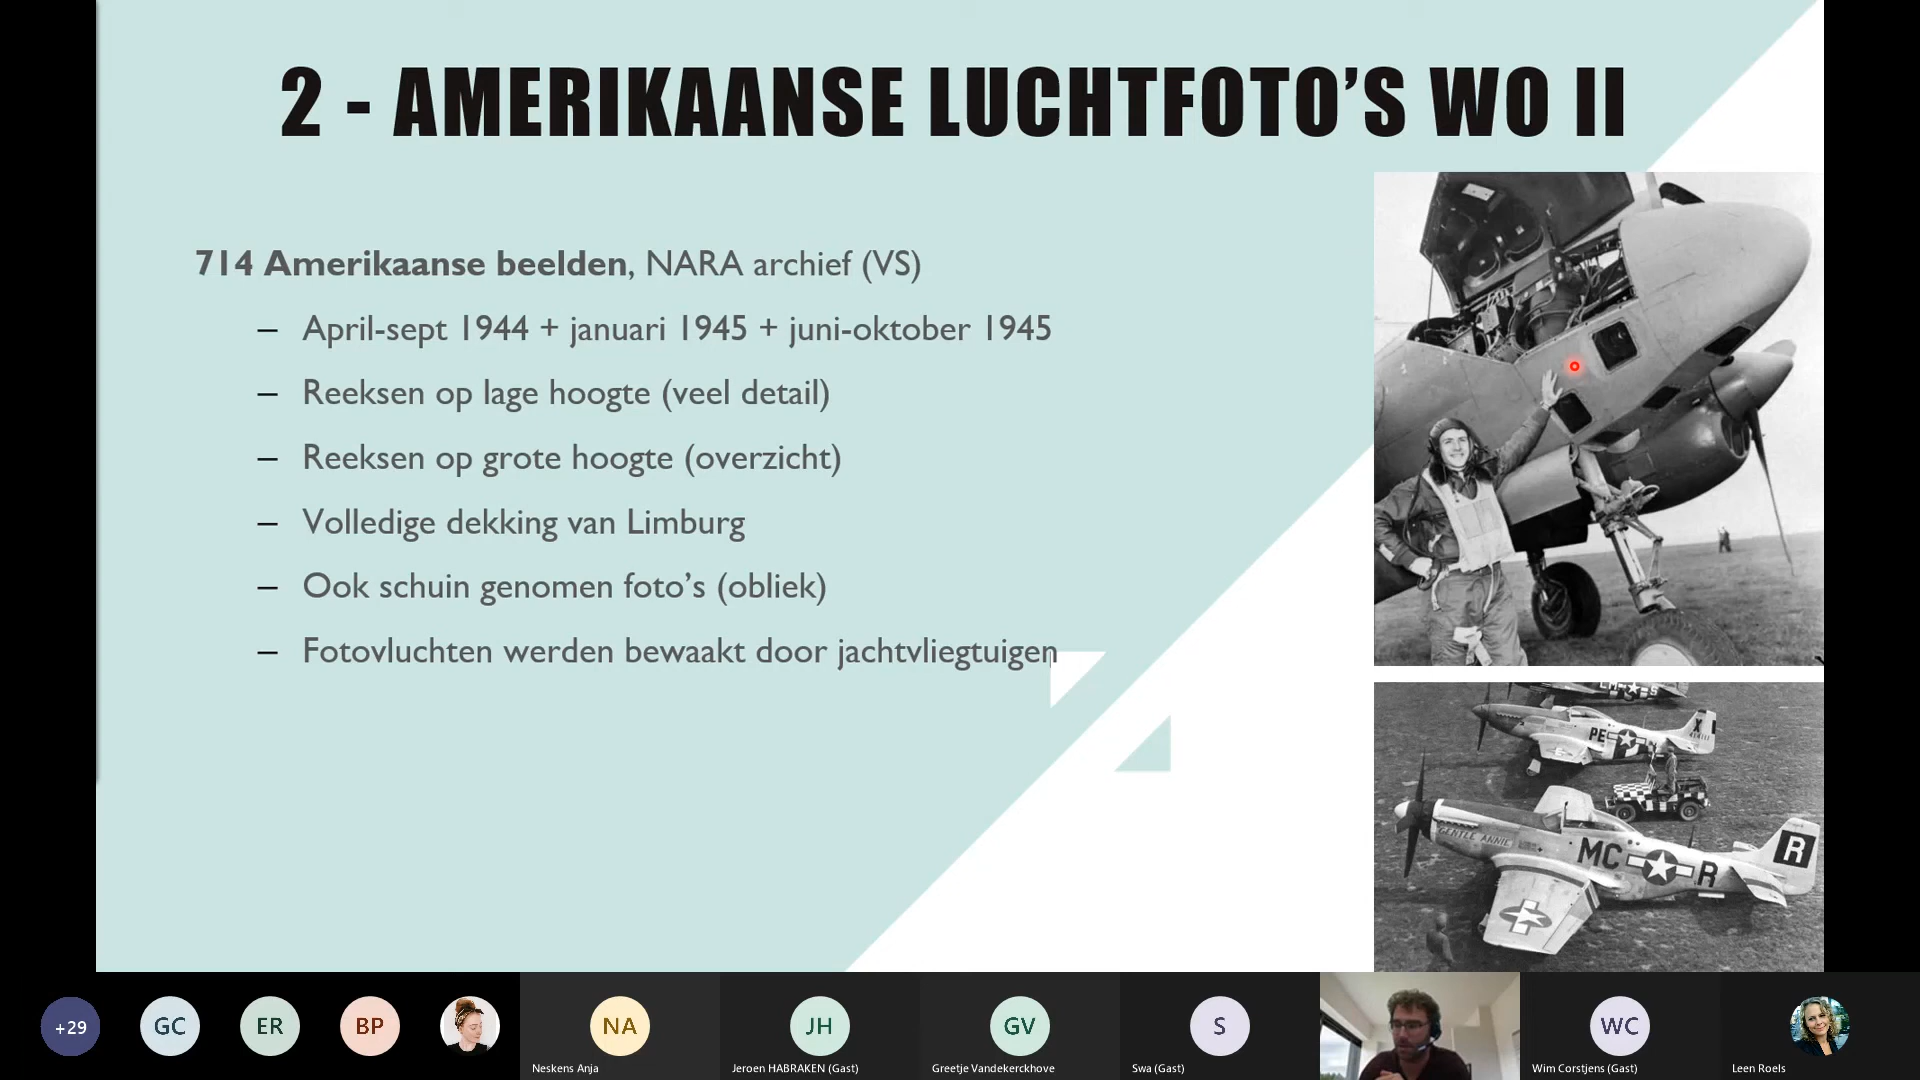 2 - AMERIKAANSE LUCHTFOTO’S WO II
714 Amerikaanse beelden, NARA archief (VS)
– April-sept 1944 + januari 1945 + juni-oktober 1945
– Reeksen op lage hoogte (veel detail)
– Reeksen op grote hoogte (overzicht)
– Volledige dekking van Limburg
– Ook schuin genomen foto’s (obliek)
– Fotovluchten werden bewaakt door jachtvliegtuigen
PE
X
GENTLE ANNIE
MC
R
R
+29
GC
ER
BP
NA
JH
GV
S
WC
Neskens Anja
Jeroen HABRAKEN (Gast)
Greetje Vandekerckhove
Swa (Gast)
Wim Corstjens (Gast)
Leen Roels